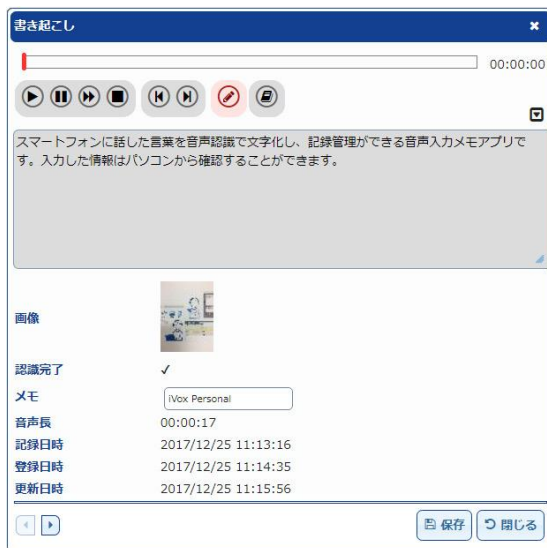 書き起こし
00:00:00
スマートフォンに話した言葉を音声認識で文字化し、記録管理ができる音声入力メモアプリで
す。入力した情報はパソコンから確認することができます。
画像
認識完了 ✓
メモ iVox Personal
音声長 00:00:17
記録日時 2017/12/25 11:13:16
登録日時 2017/12/25 11:14:35
更新日時 2017/12/25 11:15:56
保存 閉じる